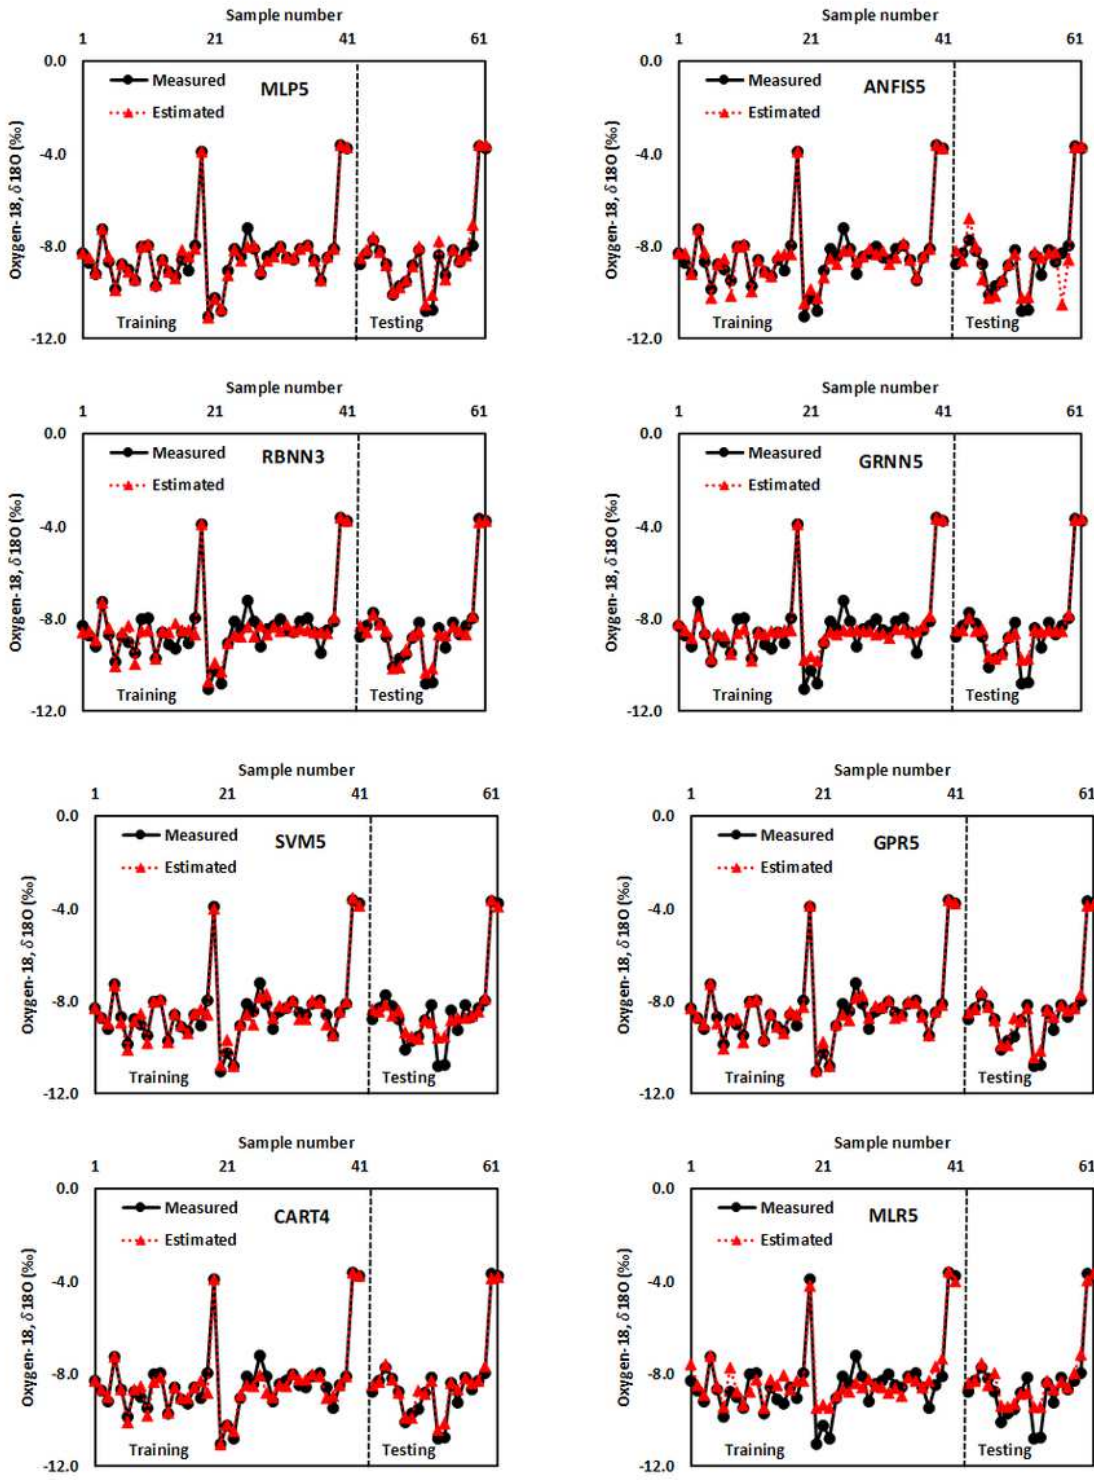 Sample number
1 21 41 61
0.0
-4.0
-8.0
-12.0
Oxygen-18, δ18O (‰)
Measured
Estimated
MLP5
Training Testing
Sample number
1 21 41 61
0.0
-4.0
-8.0
-12.0
Oxygen-18, δ18O (‰)
Measured
Estimated
ANFIS5
Training Testing
Sample number
1 21 41 61
0.0
-4.0
-8.0
-12.0
Oxygen-18, δ18O (‰)
Measured
Estimated
RBNN3
Training Testing
Sample number
1 21 41 61
0.0
-4.0
-8.0
-12.0
Oxygen-18, δ18O (‰)
Measured
Estimated
GRNN5
Training Testing
Sample number
1 21 41 61
0.0
-4.0
-8.0
-12.0
Oxygen-18, δ18O (‰)
Measured
Estimated
SVM5
Training Testing
Sample number
1 21 41 61
0.0
-4.0
-8.0
-12.0
Oxygen-18, δ18O (‰)
Measured
Estimated
GPR5
Training Testing
Sample number
1 21 41 61
0.0
-4.0
-8.0
-12.0
Oxygen-18, δ18O (‰)
Measured
Estimated
CART4
Training Testing
Sample number
1 21 41 61
0.0
-4.0
-8.0
-12.0
Oxygen-18, δ18O (‰)
Measured
Estimated
MLR5
Training Testing